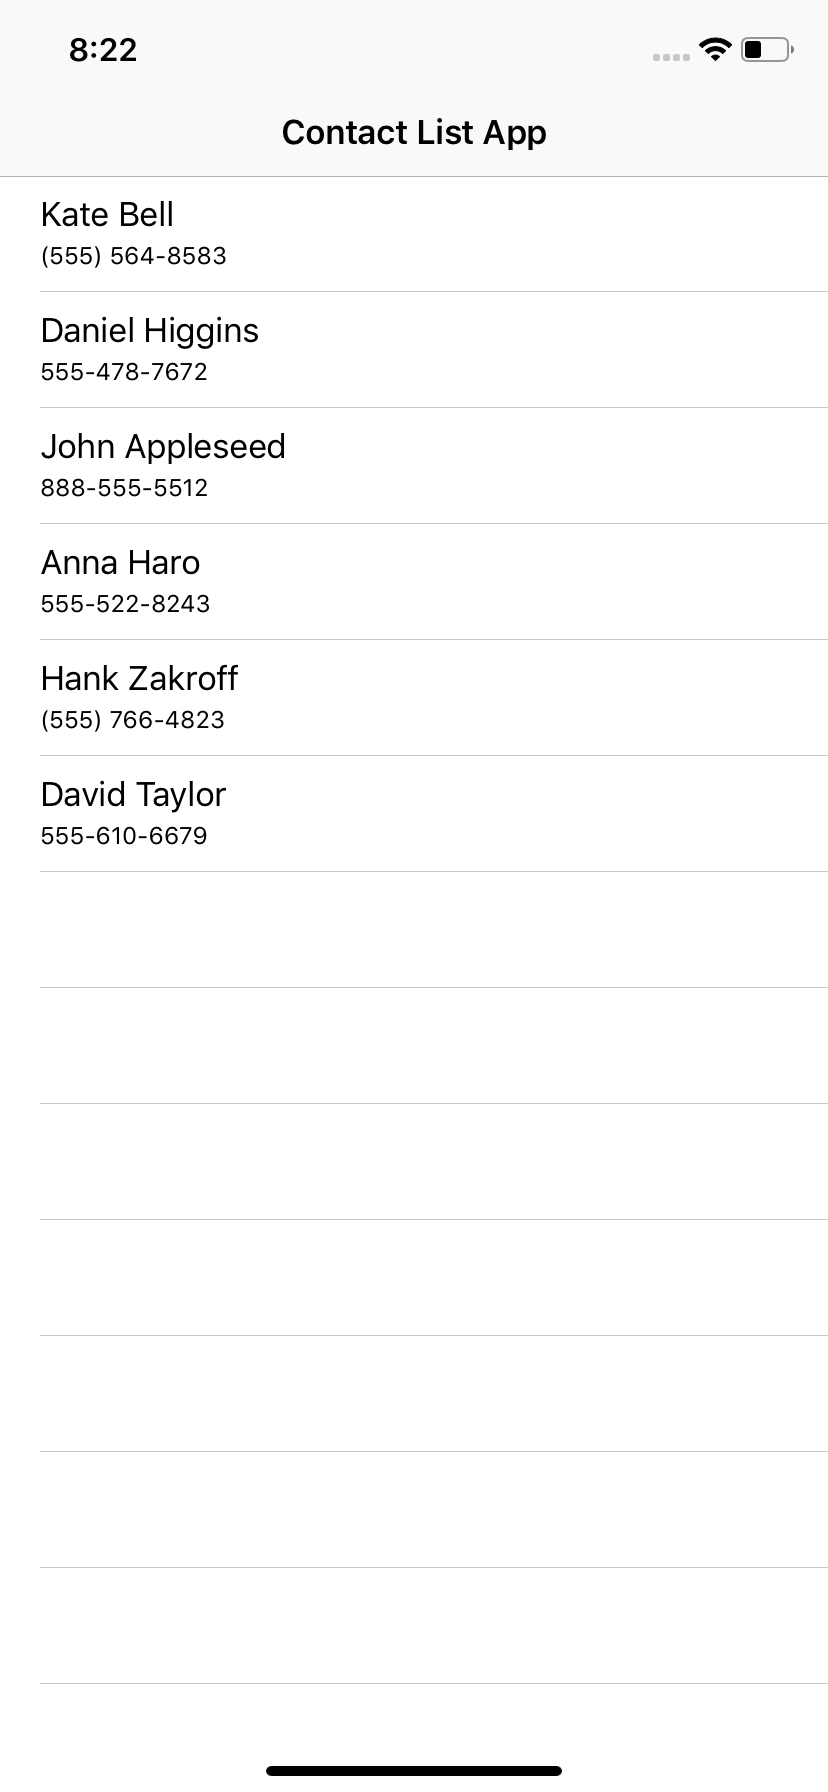 8:22
Contact List App
Kate Bell
(555) 564-8583
Daniel Higgins
555-478-7672
John Appleseed
888-555-5512
Anna Haro
555-522-8243
Hank Zakroff
(555) 766-4823
David Taylor
555-610-6679